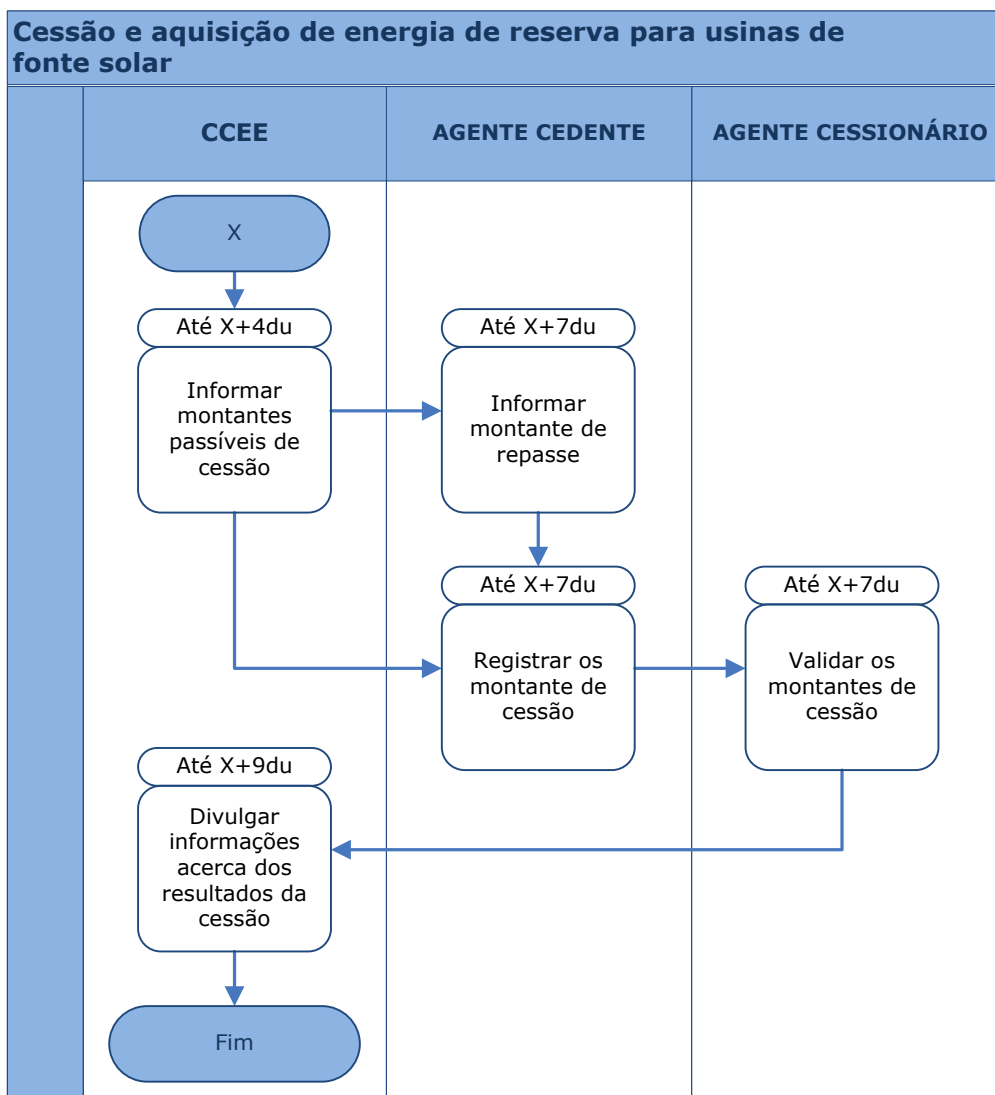 Cessão e aquisição de energia de reserva para usinas de
fonte solar
CCEE
AGENTE CEDENTE
AGENTE CESSIONÁRIO
X
Até X+4du
Informar
montantes
passíveis de
cessão
Até X+7du
Informar
montante de
repasse
Até X+7du
Registrar os
montante de
cessão
Até X+7du
Validar os
montantes de
cessão
Até X+9du
Divulgar
informações
acerca dos
resultados da
cessão
Fim